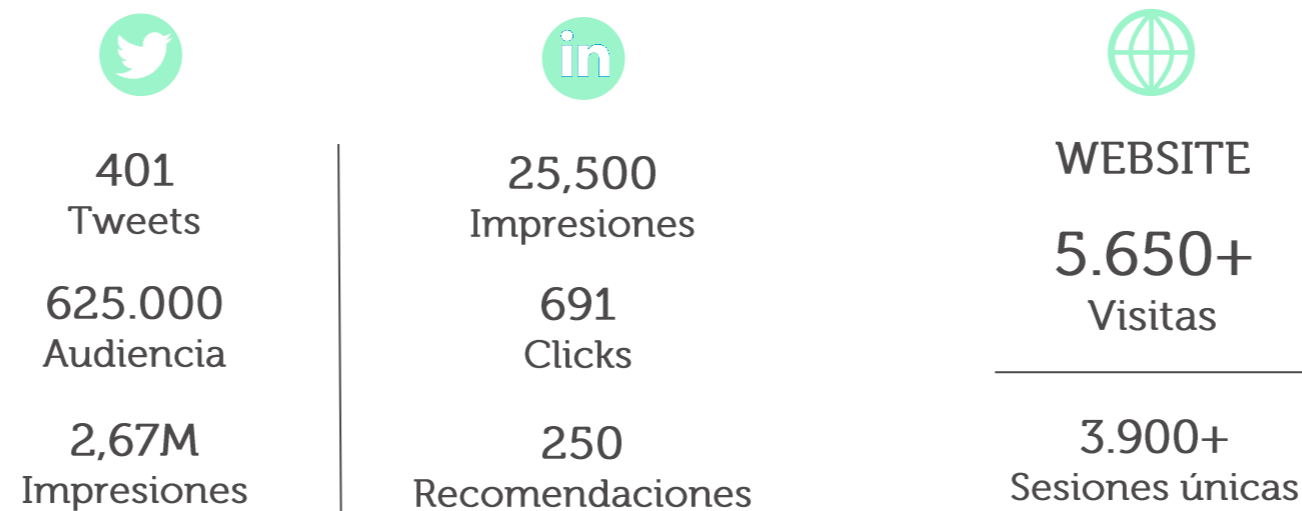 401
Tweets
625.000
Audiencia
2,67M
Impresiones
in
25,500
Impresiones
691
Clicks
250
Recomendaciones
WEBSITE
5.650+
Visitas
3.900+
Sesiones únicas